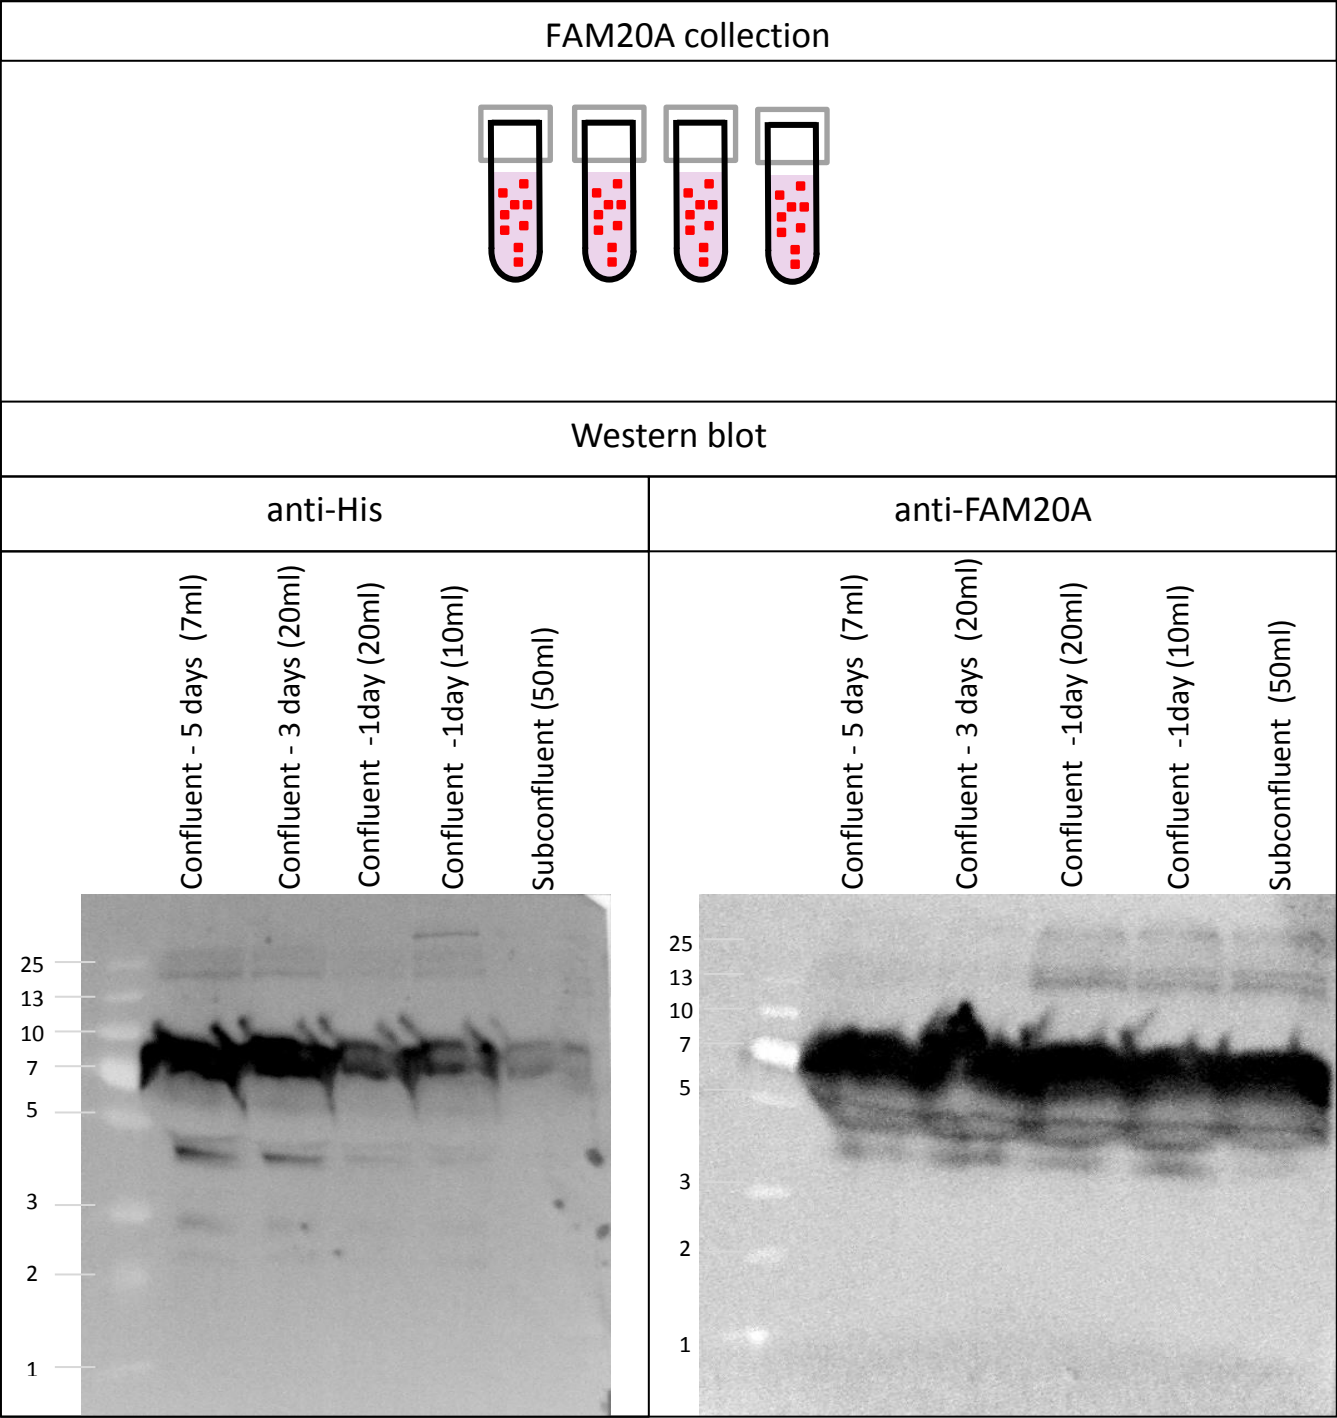 FAM20A collection
Western blot
anti-His
anti-FAM20A
Confluent - 5 days  (7ml)
Confluent - 3 days (20ml)
Confluent  -1day (20ml)
Confluent  -1day (10ml)
Subconfluent (50ml)
Confluent - 5 days  (7ml)
Confluent - 3 days  (20ml)
Confluent  -1day (20ml)
Confluent  -1day (10ml)
Subconfluent  (50ml)
25
13
10
7
5
3
2
1
25
13
10
7
5
3
2
1